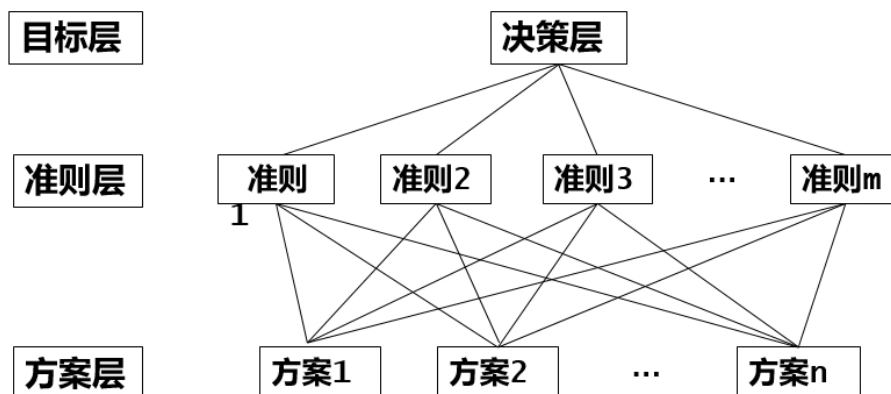 目标层 决策层
准则层 准则 准则2 准则3 … 准则m
1
方案层 方案1 方案2 … 方案n